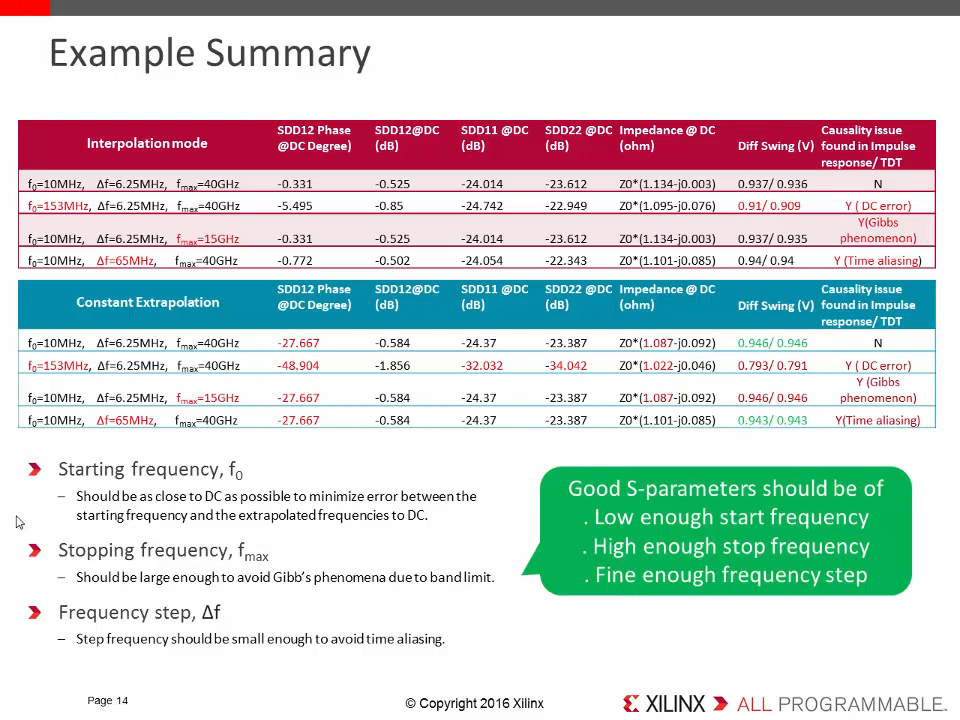 Example Summary
Interpolation mode SDD12 Phase @DC Degree) SDD12@DC (dB) SDD11 @DC (dB) SDD22 @DC (dB) Impedance @ DC (ohm) Diff Swing (V) Causality issue found in Impulse response/ TDT
f0=10MHz, Δf=6.25MHz, fmax=40GHz -0.331 -0.525 -24.014 -23.612 Z0*(1.134-j0.003) 0.937/ 0.936 N
f0=153MHz, Δf=6.25MHz, fmax=40GHz -5.495 -0.85 -24.742 -22.949 Z0*(1.095-j0.076) 0.91/ 0.909 Y ( DC error)
f0=10MHz, Δf=6.25MHz, fmax=15GHz -0.331 -0.525 -24.014 -23.612 Z0*(1.134-j0.003) 0.937/ 0.935 Y(Gibbs phenomenon)
f0=10MHz, Δf=65MHz, fmax=40GHz -0.772 -0.502 -24.054 -22.343 Z0*(1.101-j0.085) 0.94/ 0.94 Y (Time aliasing)
Constant Extrapolation SDD12 Phase @DC Degree) SDD12@DC (dB) SDD11 @DC (dB) SDD22 @DC (dB) Impedance @ DC (ohm) Diff Swing (V) Causality issue found in Impulse response/ TDT
f0=10MHz, Δf=6.25MHz, fmax=40GHz -27.667 -0.584 -24.37 -23.387 Z0*(1.087-j0.092) 0.946/ 0.946 N
f0=153MHz, Δf=6.25MHz, fmax=40GHz -48.904 -1.856 -32.032 -34.042 Z0*(1.022-j0.046) 0.793/ 0.791 Y ( DC error)
f0=10MHz, Δf=6.25MHz, fmax=15GHz -27.667 -0.584 -24.37 -23.387 Z0*(1.087-j0.092) 0.946/ 0.946 Y (Gibbs phenomenon)
f0=10MHz, Δf=65MHz, fmax=40GHz -27.667 -0.584 -24.37 -23.387 Z0*(1.101-j0.085) 0.943/ 0.943 Y(Time aliasing)
Starting frequency, f0
– Should be as close to DC as possible to minimize error between the
starting frequency and the extrapolated frequencies to DC.
Stopping frequency, fmax
– Should be large enough to avoid Gibb's phenomena due to band limit.
Frequency step, Δf
– Step frequency should be small enough to avoid time aliasing.
Good S-parameters should be of
. Low enough start frequency
. High enough stop frequency
. Fine enough frequency step
Page 14
© Copyright 2016 Xilinx
XILINX ALL PROGRAMMABLE.